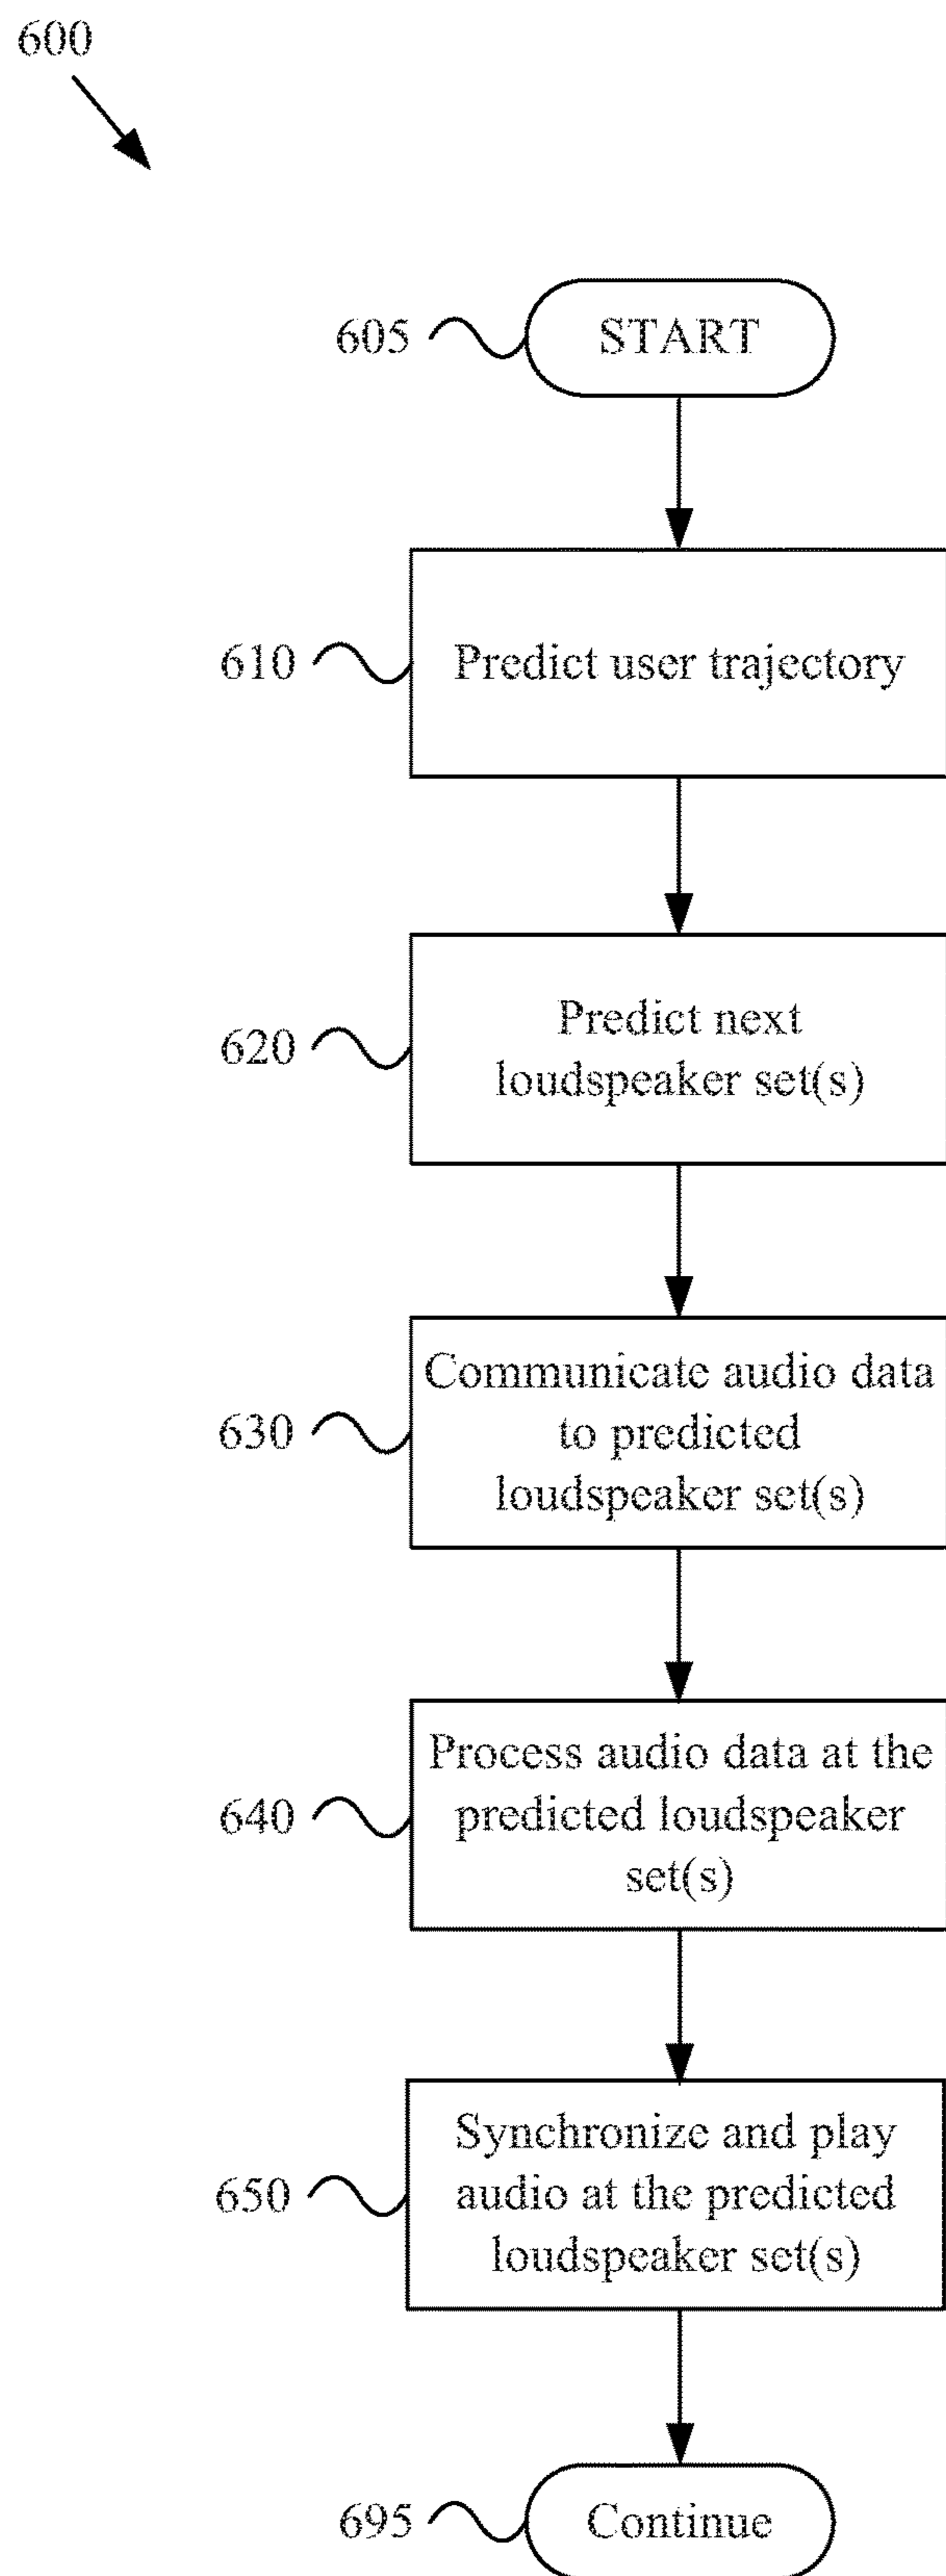 600
605
START
610
Predict user trajectory
620
Predict next
loudspeaker set(s)
630
Communicate audio data
to predicted
loudspeaker set(s)
640
Process audio data at the
predicted loudspeaker
set(s)
650
Synchronize and play
audio at the predicted
loudspeaker set(s)
695
Continue